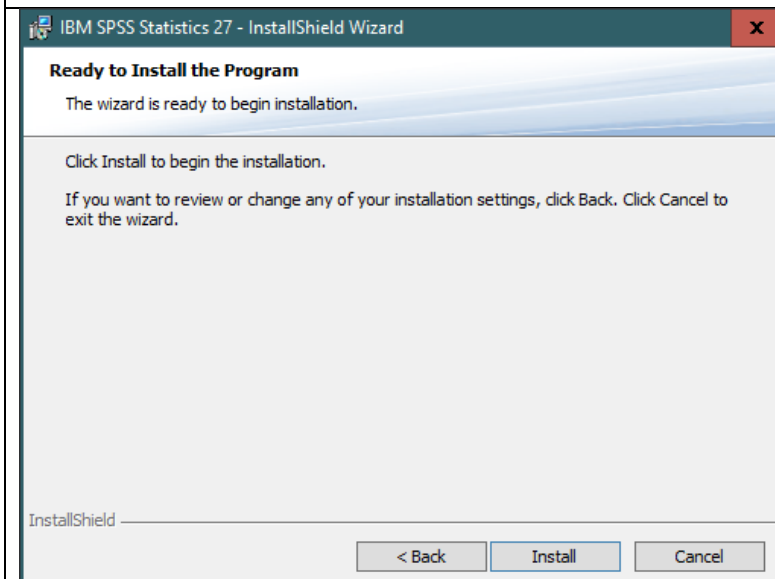 IBM SPSS Statistics 27 - InstallShield Wizard
Ready to Install the Program
The wizard is ready to begin installation.
Click Install to begin the installation.
If you want to review or change any of your installation settings, click Back. Click Cancel to
exit the wizard.
InstallShield
< Back Install Cancel